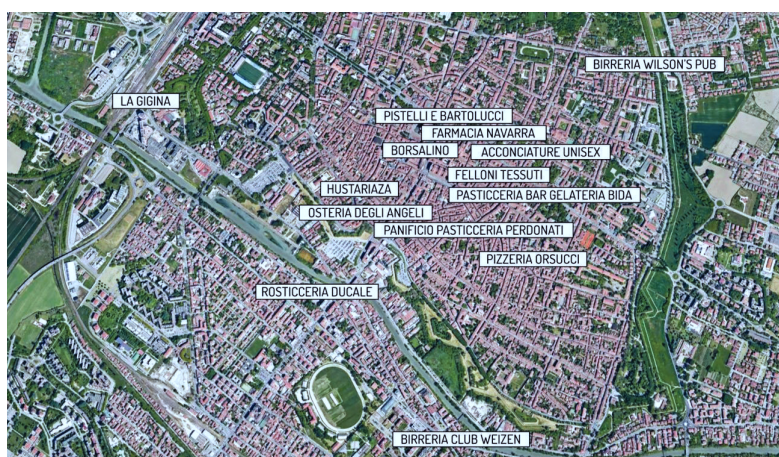 BIRRERIA WILSON'S PUB
LA GIGINA
PISTELLI E BARTOLUCCI
FARMACIA NAVARRA
BORSALINO
ACCONCIATURE UNISEX
FELLONI TESSUTI
HUSTARIAZA
PASTICCERIA BAR GELATERIA BIDA
OSTERIA DEGLI ANGELI
PANIFICIO PASTICCERIA PERDONATI
PIZZERIA ORSUCCI
ROSTICCERIA DUCALE
BIRRERIA CLUB WEIZEN